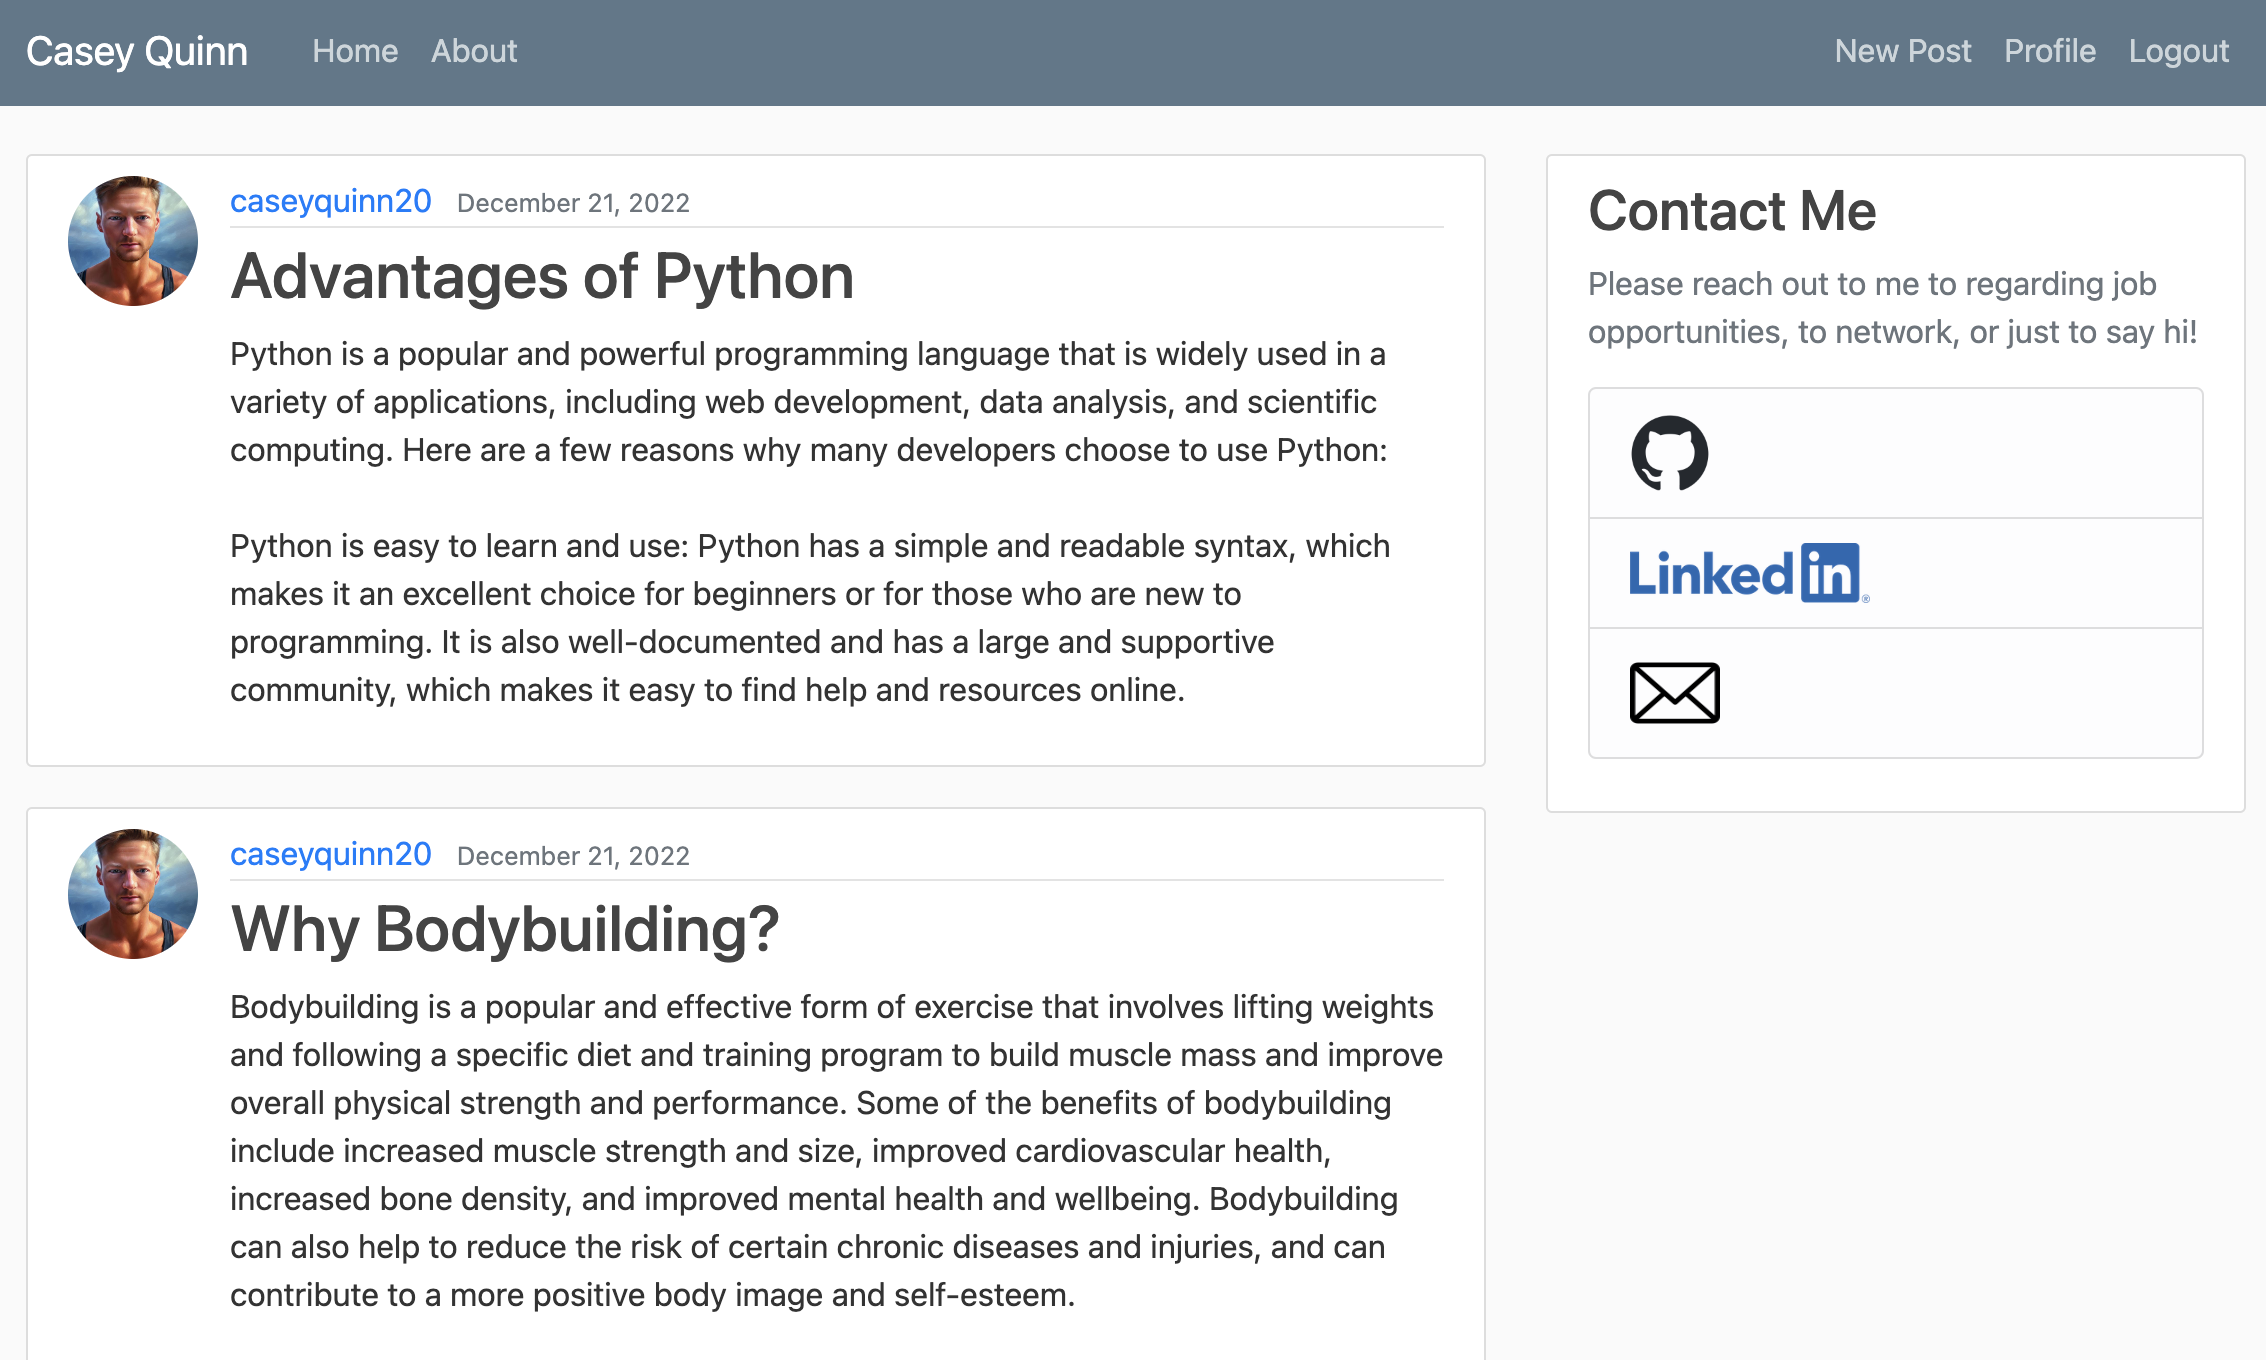 Casey Quinn Home About New Post Profile Logout
caseyquinn20 December 21, 2022
Advantages of Python
Python is a popular and powerful programming language that is widely used in a
variety of applications, including web development, data analysis, and scientific
computing. Here are a few reasons why many developers choose to use Python:
Python is easy to learn and use: Python has a simple and readable syntax, which
makes it an excellent choice for beginners or for those who are new to
programming. It is also well-documented and has a large and supportive
community, which makes it easy to find help and resources online.
caseyquinn20 December 21, 2022
Why Bodybuilding?
Bodybuilding is a popular and effective form of exercise that involves lifting weights
and following a specific diet and training program to build muscle mass and improve
overall physical strength and performance. Some of the benefits of bodybuilding
include increased muscle strength and size, improved cardiovascular health,
increased bone density, and improved mental health and wellbeing. Bodybuilding
can also help to reduce the risk of certain chronic diseases and injuries, and can
contribute to a more positive body image and self-esteem.
Contact Me
Please reach out to me to regarding job
opportunities, to network, or just to say hi!
Linkedin®